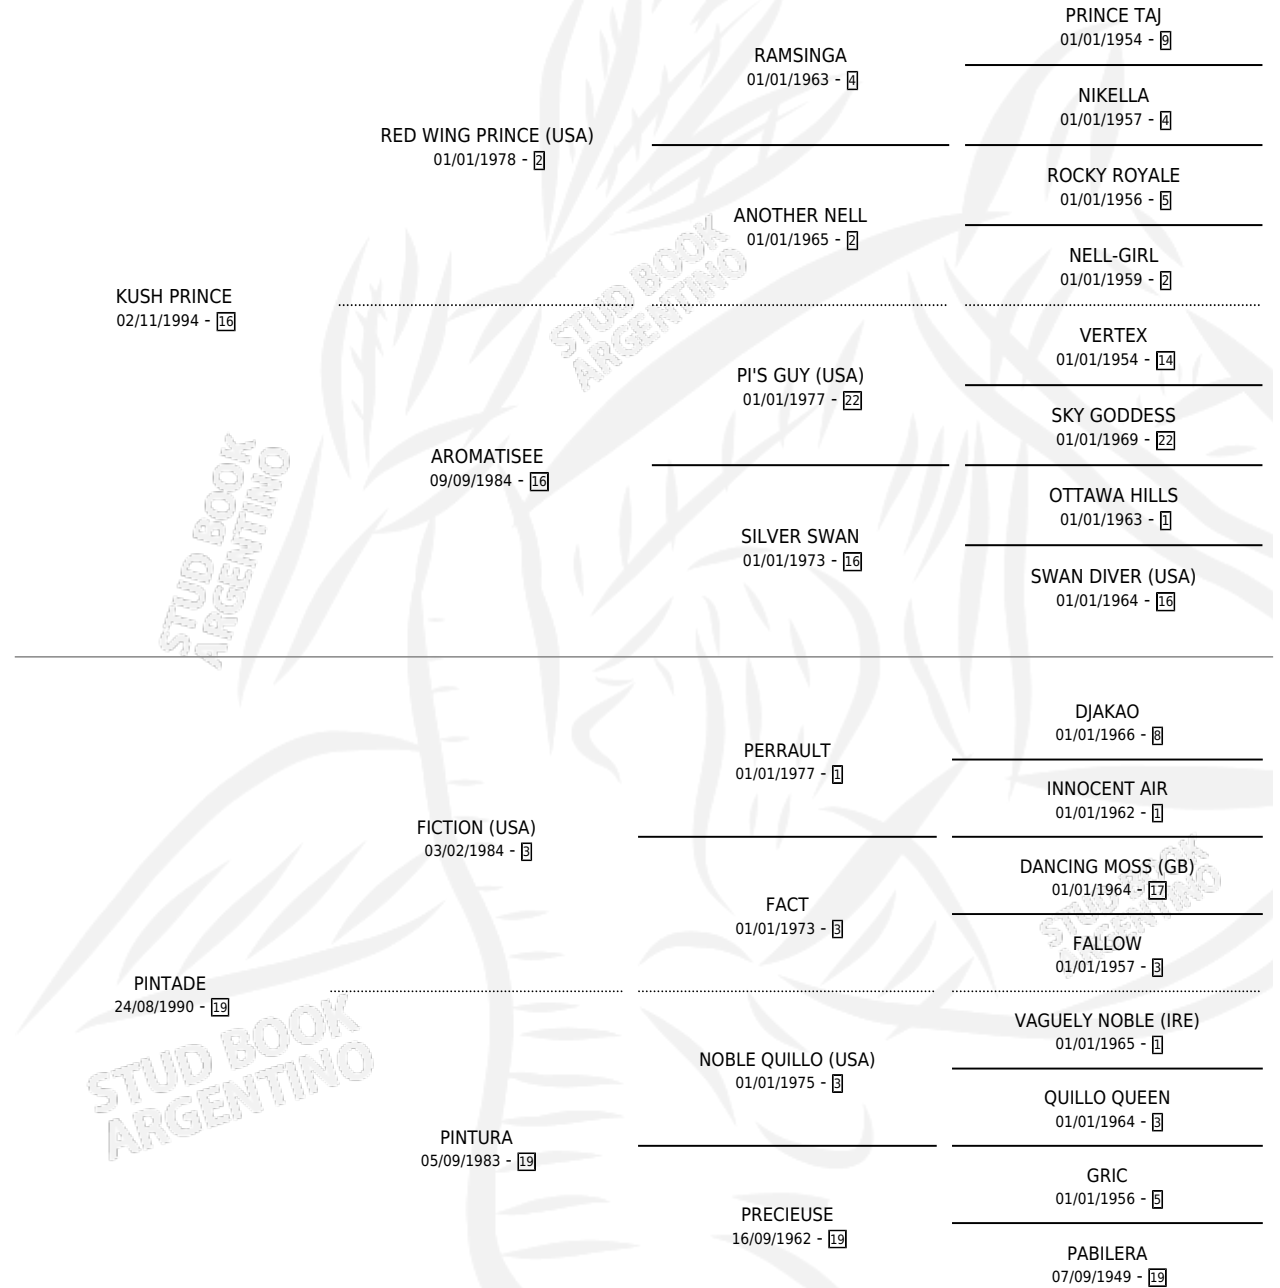 PRINCE TAJ
01/01/1954 - 9
RAMSINGA
01/01/1963 - 4
NIKELLA
01/01/1957 - 4
RED WING PRINCE (USA)
01/01/1978 - 2
ROCKY ROYALE
01/01/1956 - 5
ANOTHER NELL
01/01/1965 - 2
NELL-GIRL
01/01/1959 - 2
KUSH PRINCE
02/11/1994 - 16
VERTEX
01/01/1954 - 14
PI'S GUY (USA)
01/01/1977 - 22
SKY GODDESS
01/01/1969 - 22
AROMATISEE
09/09/1984 - 16
OTTAWA HILLS
01/01/1963 - 1
SILVER SWAN
01/01/1973 - 16
SWAN DIVER (USA)
01/01/1964 - 16
DJAKAO
01/01/1966 - 8
PERRAULT
01/01/1977 - 1
INNOCENT AIR
01/01/1962 - 1
FICTION (USA)
03/02/1984 - 3
DANCING MOSS (GB)
01/01/1964 - 17
FACT
01/01/1973 - 3
FALLOW
01/01/1957 - 3
PINTADE
24/08/1990 - 19
VAGUELY NOBLE (IRE)
01/01/1965 - 1
NOBLE QUILLO (USA)
01/01/1975 - 3
QUILLO QUEEN
01/01/1964 - 3
PINTURA
05/09/1983 - 19
GRIC
01/01/1956 - 5
PRECIEUSE
16/09/1962 - 19
PABILERA
07/09/1949 - 19
STUD BOOK
ARGENTINO
STUD BOOK
ARGENTINO
STUD BOOK
ARGENTINO
STUD BOOK
ARGENTINO